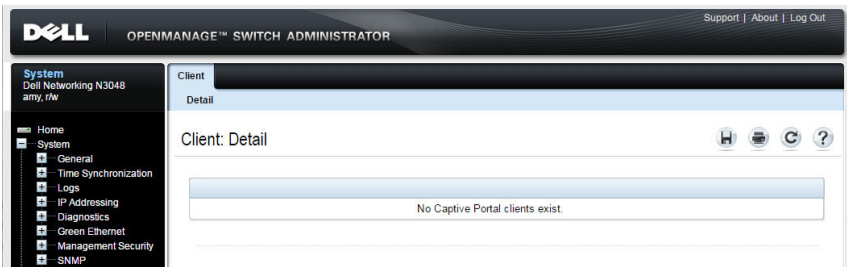 DELL
OPENMANAGE™ SWITCH ADMINISTRATOR
Support | About | Log Out
System
Dell Networking N3048
amy, r/w
Home
System
General
Time Synchronization
Logs
IP Addressing
Diagnostics
Green Ethernet
Management Security
SNMP
Client
Detail
Client: Detail
?
No Captive Portal clients exist.